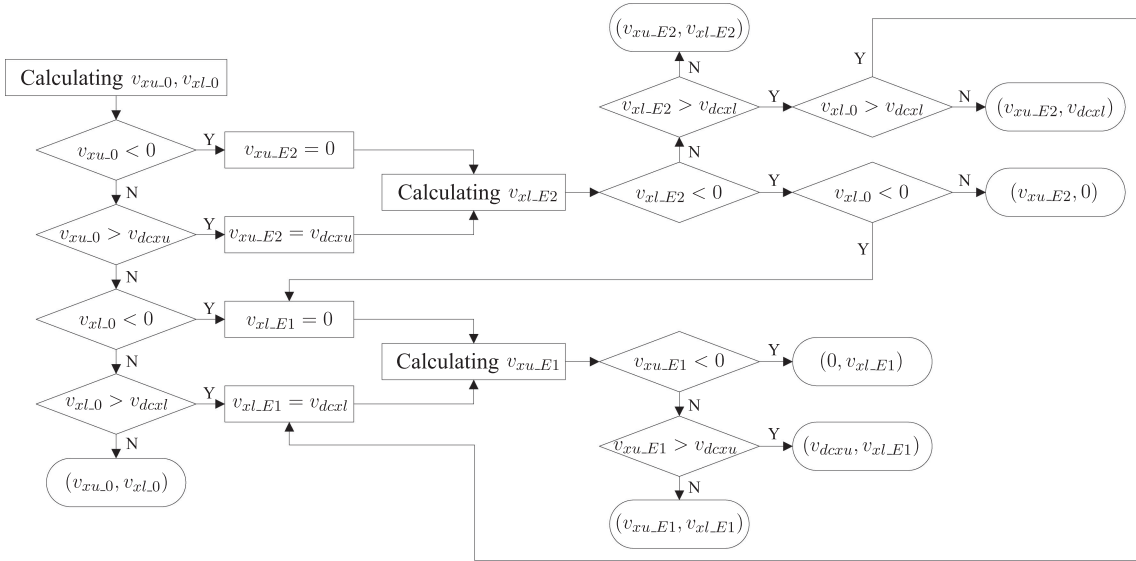 Calculating v_{xu_0}, v_{xl_0}
v_{xu_0} < 0
Y
v_{xu_E2} = 0
N
v_{xu_0} > v_{dcxu}
Y
v_{xu_E2} = v_{dcxu}
N
v_{xl_0} < 0
Y
v_{xl_E1} = 0
N
v_{xl_0} > v_{dcxl}
Y
v_{xl_E1} = v_{dcxl}
N
(v_{xu_0}, v_{xl_0})
Calculating v_{xl_E2}
v_{xl_E2} < 0
Y
v_{xl_0} < 0
N
(v_{xu_E2}, 0)
Y
N
v_{xl_E2} > v_{dcxl}
Y
v_{xl_0} > v_{dcxl}
N
(v_{xu_E2}, v_{dcxl})
Y
N
(v_{xu_E2}, v_{xl_E2})
Calculating v_{xu_E1}
v_{xu_E1} < 0
Y
(0, v_{xl_E1})
N
v_{xu_E1} > v_{dcxu}
Y
(v_{dcxu}, v_{xl_E1})
N
(v_{xu_E1}, v_{xl_E1})